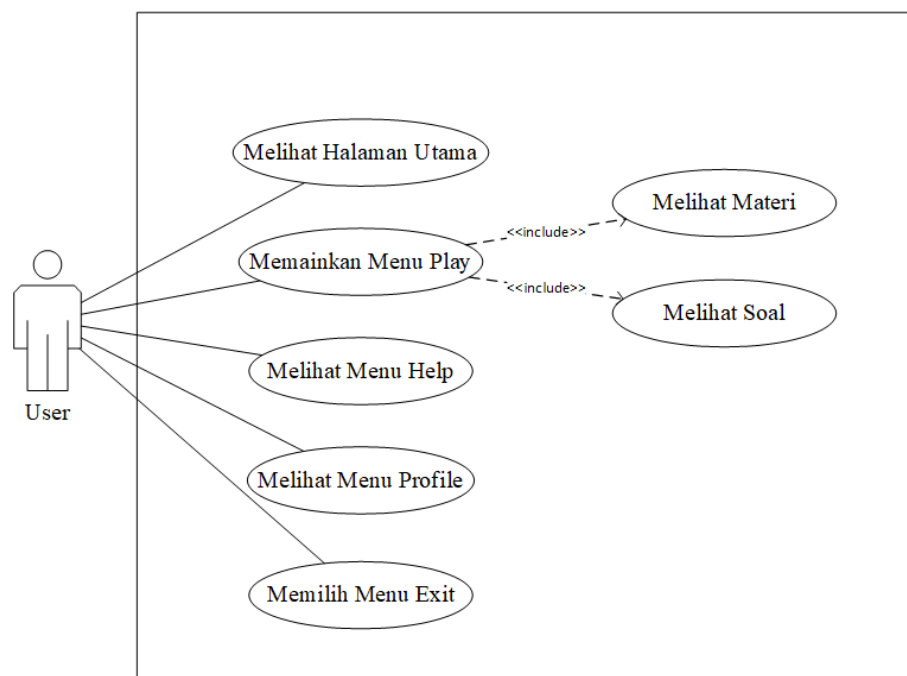 Melihat Halaman Utama
Melihat Materi
<<include>>
Memainkan Menu Play
<<include>>
Melihat Soal
Melihat Menu Help
User
Melihat Menu Profile
Memilih Menu Exit